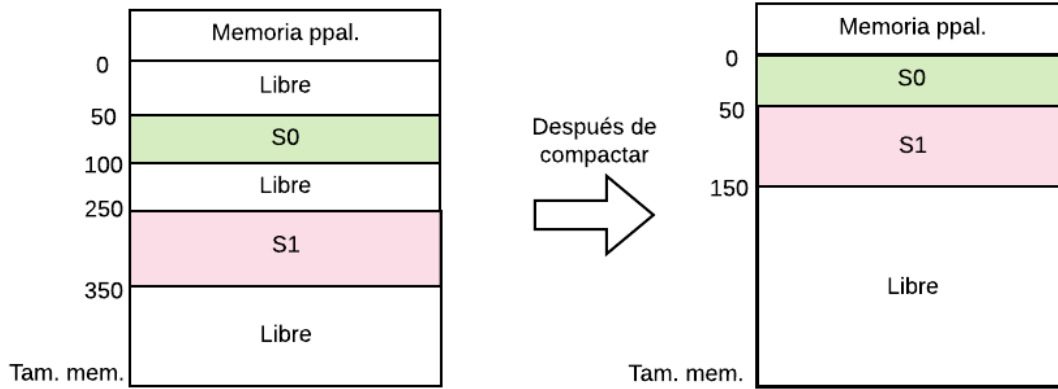 Memoria ppal.
0
Libre
50
S0
100
Libre
250
S1
350
Libre
Tam. mem.
Después de
compactar
Memoria ppal.
0
S0
50
S1
150
Libre
Tam. mem.